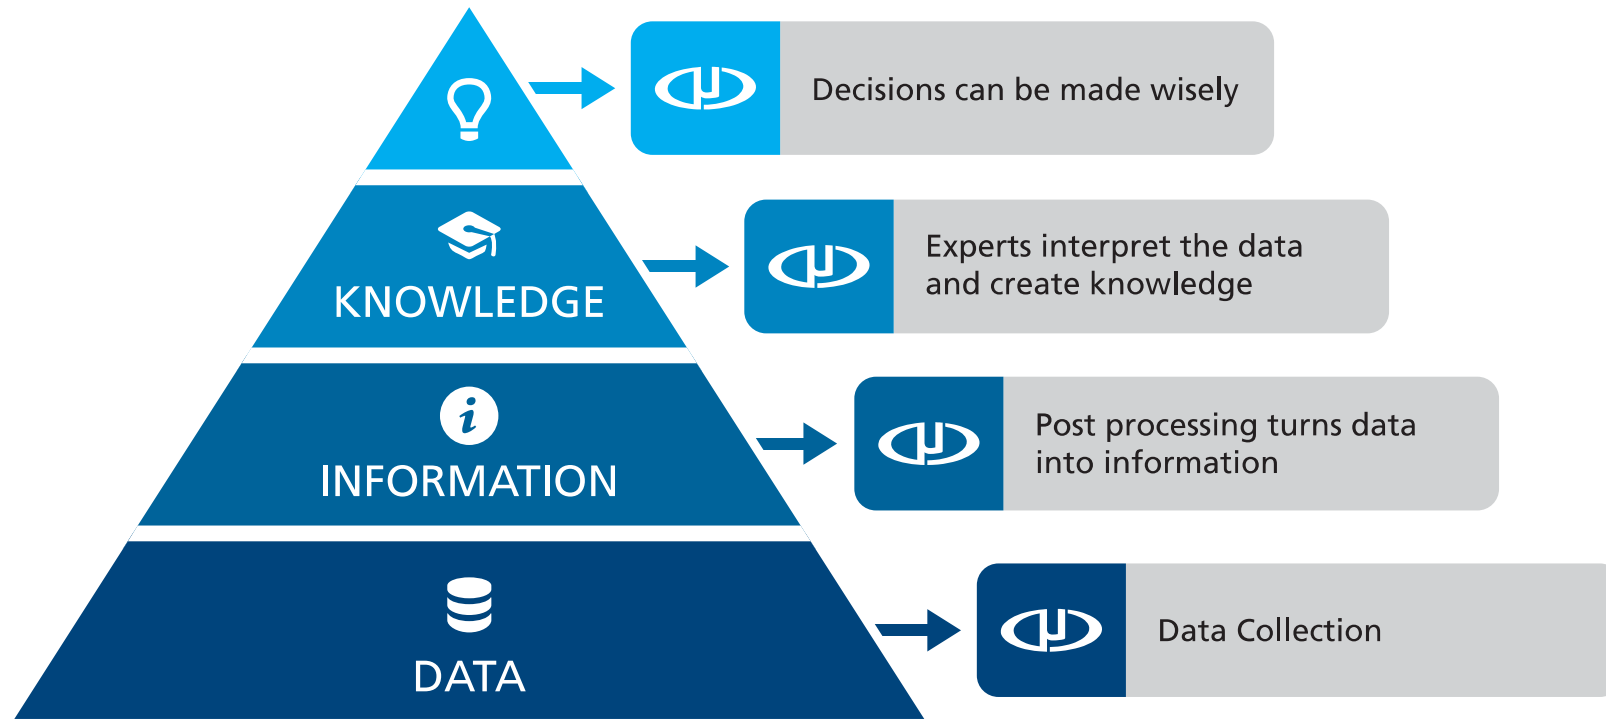 Decisions can be made wisely
KNOWLEDGE
Experts interpret the data
and create knowledge
INFORMATION
Post processing turns data
into information
DATA
Data Collection